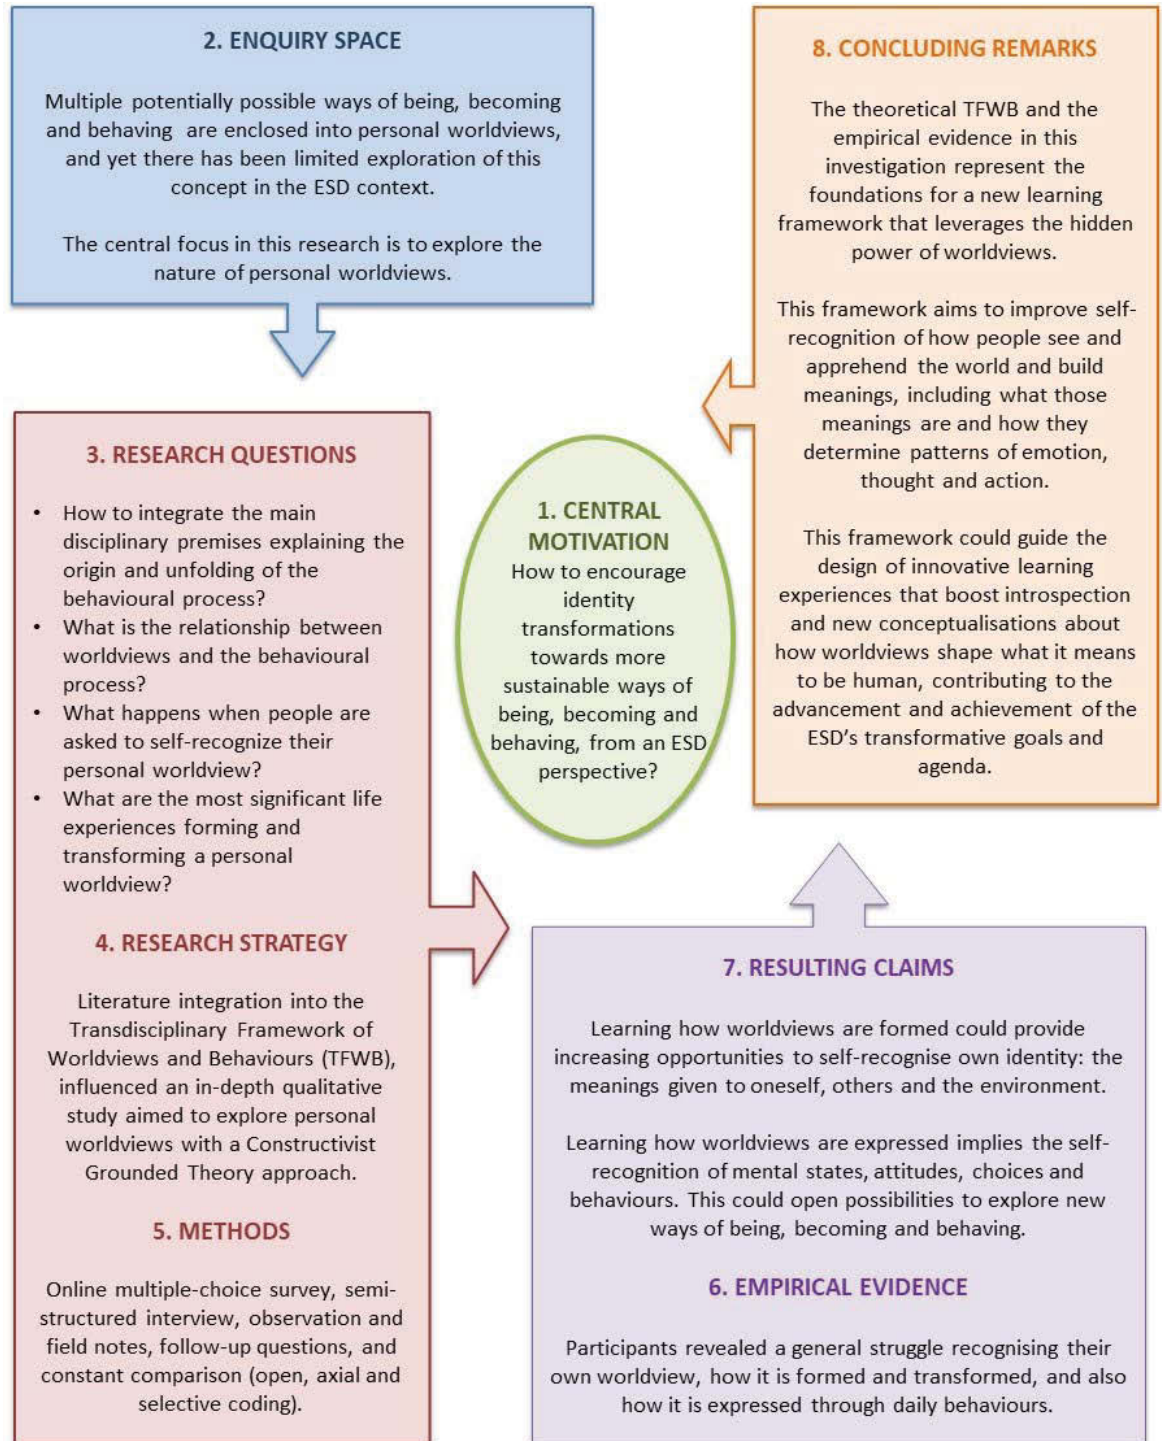 2. ENQUIRY SPACE
Multiple potentially possible ways of being, becoming
and behaving are enclosed into personal worldviews,
and yet there has been limited exploration of this
concept in the ESD context.
The central focus in this research is to explore the
nature of personal worldviews.
3. RESEARCH QUESTIONS
• How to integrate the main
disciplinary premises explaining the
origin and unfolding of the
behavioural process?
• What is the relationship between
worldviews and the behavioural
process?
• What happens when people are
asked to self-recognize their
personal worldview?
• What are the most significant life
experiences forming and
transforming a personal
worldview?
4. RESEARCH STRATEGY
Literature integration into the
Transdisciplinary Framework of
Worldviews and Behaviours (TFWB),
influenced an in-depth qualitative
study aimed to explore personal
worldviews with a Constructivist
Grounded Theory approach.
5. METHODS
Online multiple-choice survey, semi-
structured interview, observation and
field notes, follow-up questions, and
constant comparison (open, axial and
selective coding).
1. CENTRAL
MOTIVATION
How to encourage
identity
transformations
towards more
sustainable ways of
being, becoming and
behaving, from an ESD
perspective?
8. CONCLUDING REMARKS
The theoretical TFWB and the
empirical evidence in this
investigation represent the
foundations for a new learning
framework that leverages the hidden
power of worldviews.
This framework aims to improve self-
recognition of how people see and
apprehend the world and build
meanings, including what those
meanings are and how they
determine patterns of emotion,
thought and action.
This framework could guide the
design of innovative learning
experiences that boost introspection
and new conceptualisations about
how worldviews shape what it means
to be human, contributing to the
advancement and achievement of the
ESD's transformative goals and
agenda.
7. RESULTING CLAIMS
Learning how worldviews are formed could provide
increasing opportunities to self-recognise own identity: the
meanings given to oneself, others and the environment.
Learning how worldviews are expressed implies the self-
recognition of mental states, attitudes, choices and
behaviours. This could open possibilities to explore new
ways of being, becoming and behaving.
6. EMPIRICAL EVIDENCE
Participants revealed a general struggle recognising their
own worldview, how it is formed and transformed, and also
how it is expressed through daily behaviours.